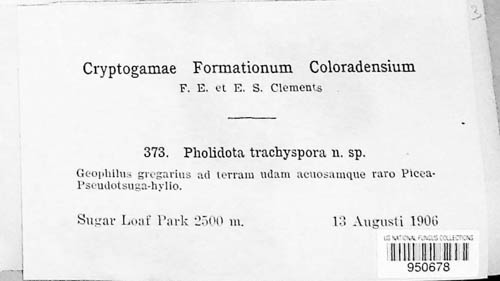 3
Cryptogamae Formationum Coloradensium
F. E. et E. S. Clements
373. Pholidota trachyspora n. sp.
Geophilus gregarius ad terram udam acuosamque raro Picea-
Pseudotsuga-hylio.
Sugar Loaf Park 2500 m. 13 Augusti 1906
US NATIONAL FUNGUS COLLECTIONS
950678